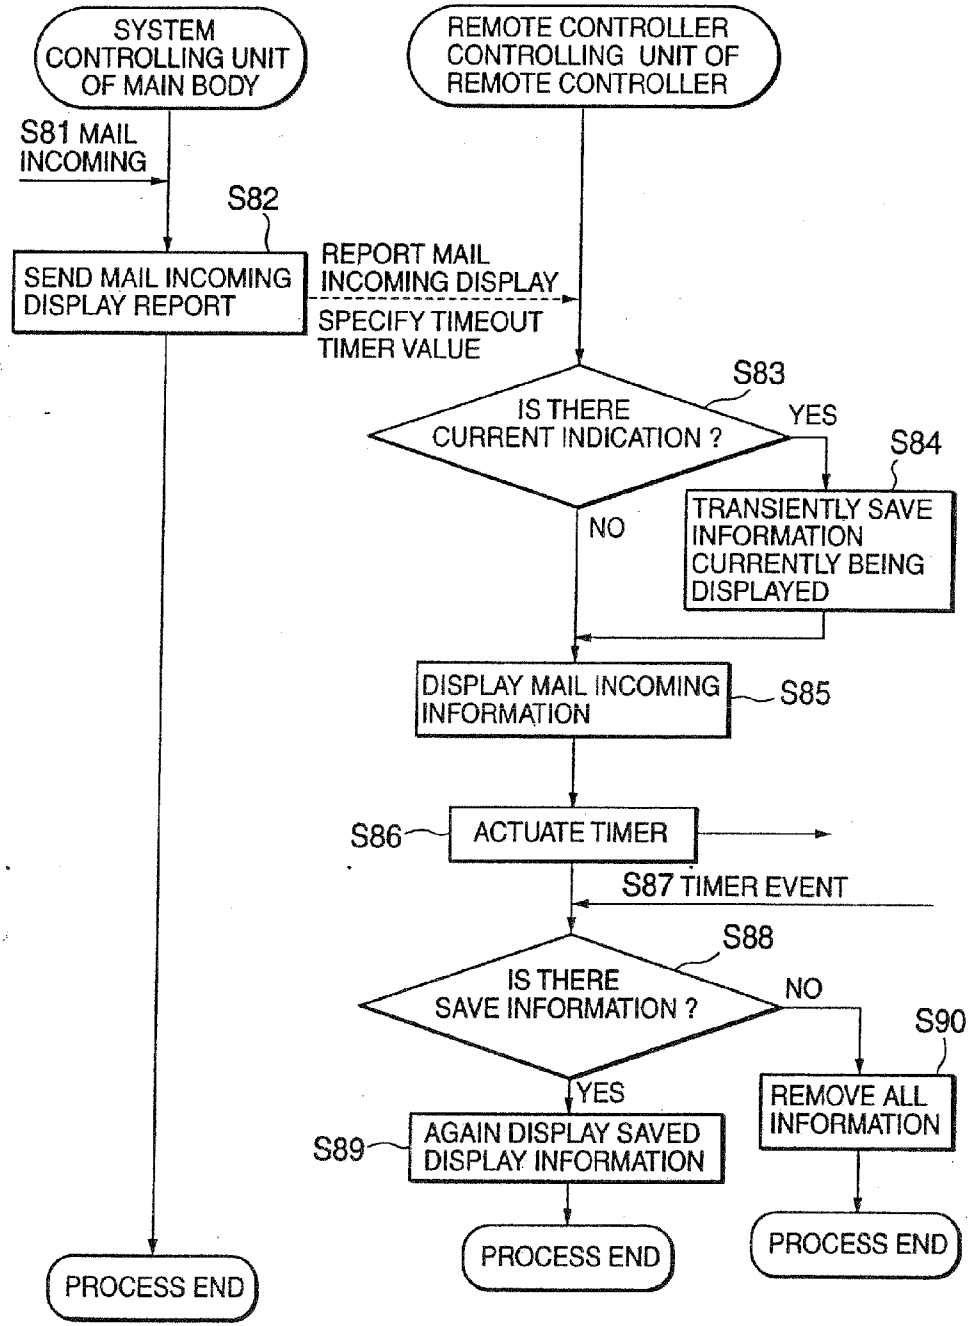 SYSTEM
CONTROLLING UNIT
OF MAIN BODY
REMOTE CONTROLLER
CONTROLLING UNIT OF
REMOTE CONTROLLER
S81 MAIL
INCOMING
S82
SEND MAIL INCOMING
DISPLAY REPORT
REPORT MAIL
INCOMING DISPLAY
SPECIFY TIMEOUT
TIMER VALUE
S83
IS THERE
CURRENT INDICATION ?
YES
S84
TRANSIENTLY SAVE
INFORMATION
CURRENTLY BEING
DISPLAYED
NO
DISPLAY MAIL INCOMING
INFORMATION
S85
S86
ACTUATE TIMER
S87 TIMER EVENT
S88
IS THERE
SAVE INFORMATION ?
NO
S90
REMOVE ALL
INFORMATION
YES
S89
AGAIN DISPLAY SAVED
DISPLAY INFORMATION
PROCESS END
PROCESS END
PROCESS END